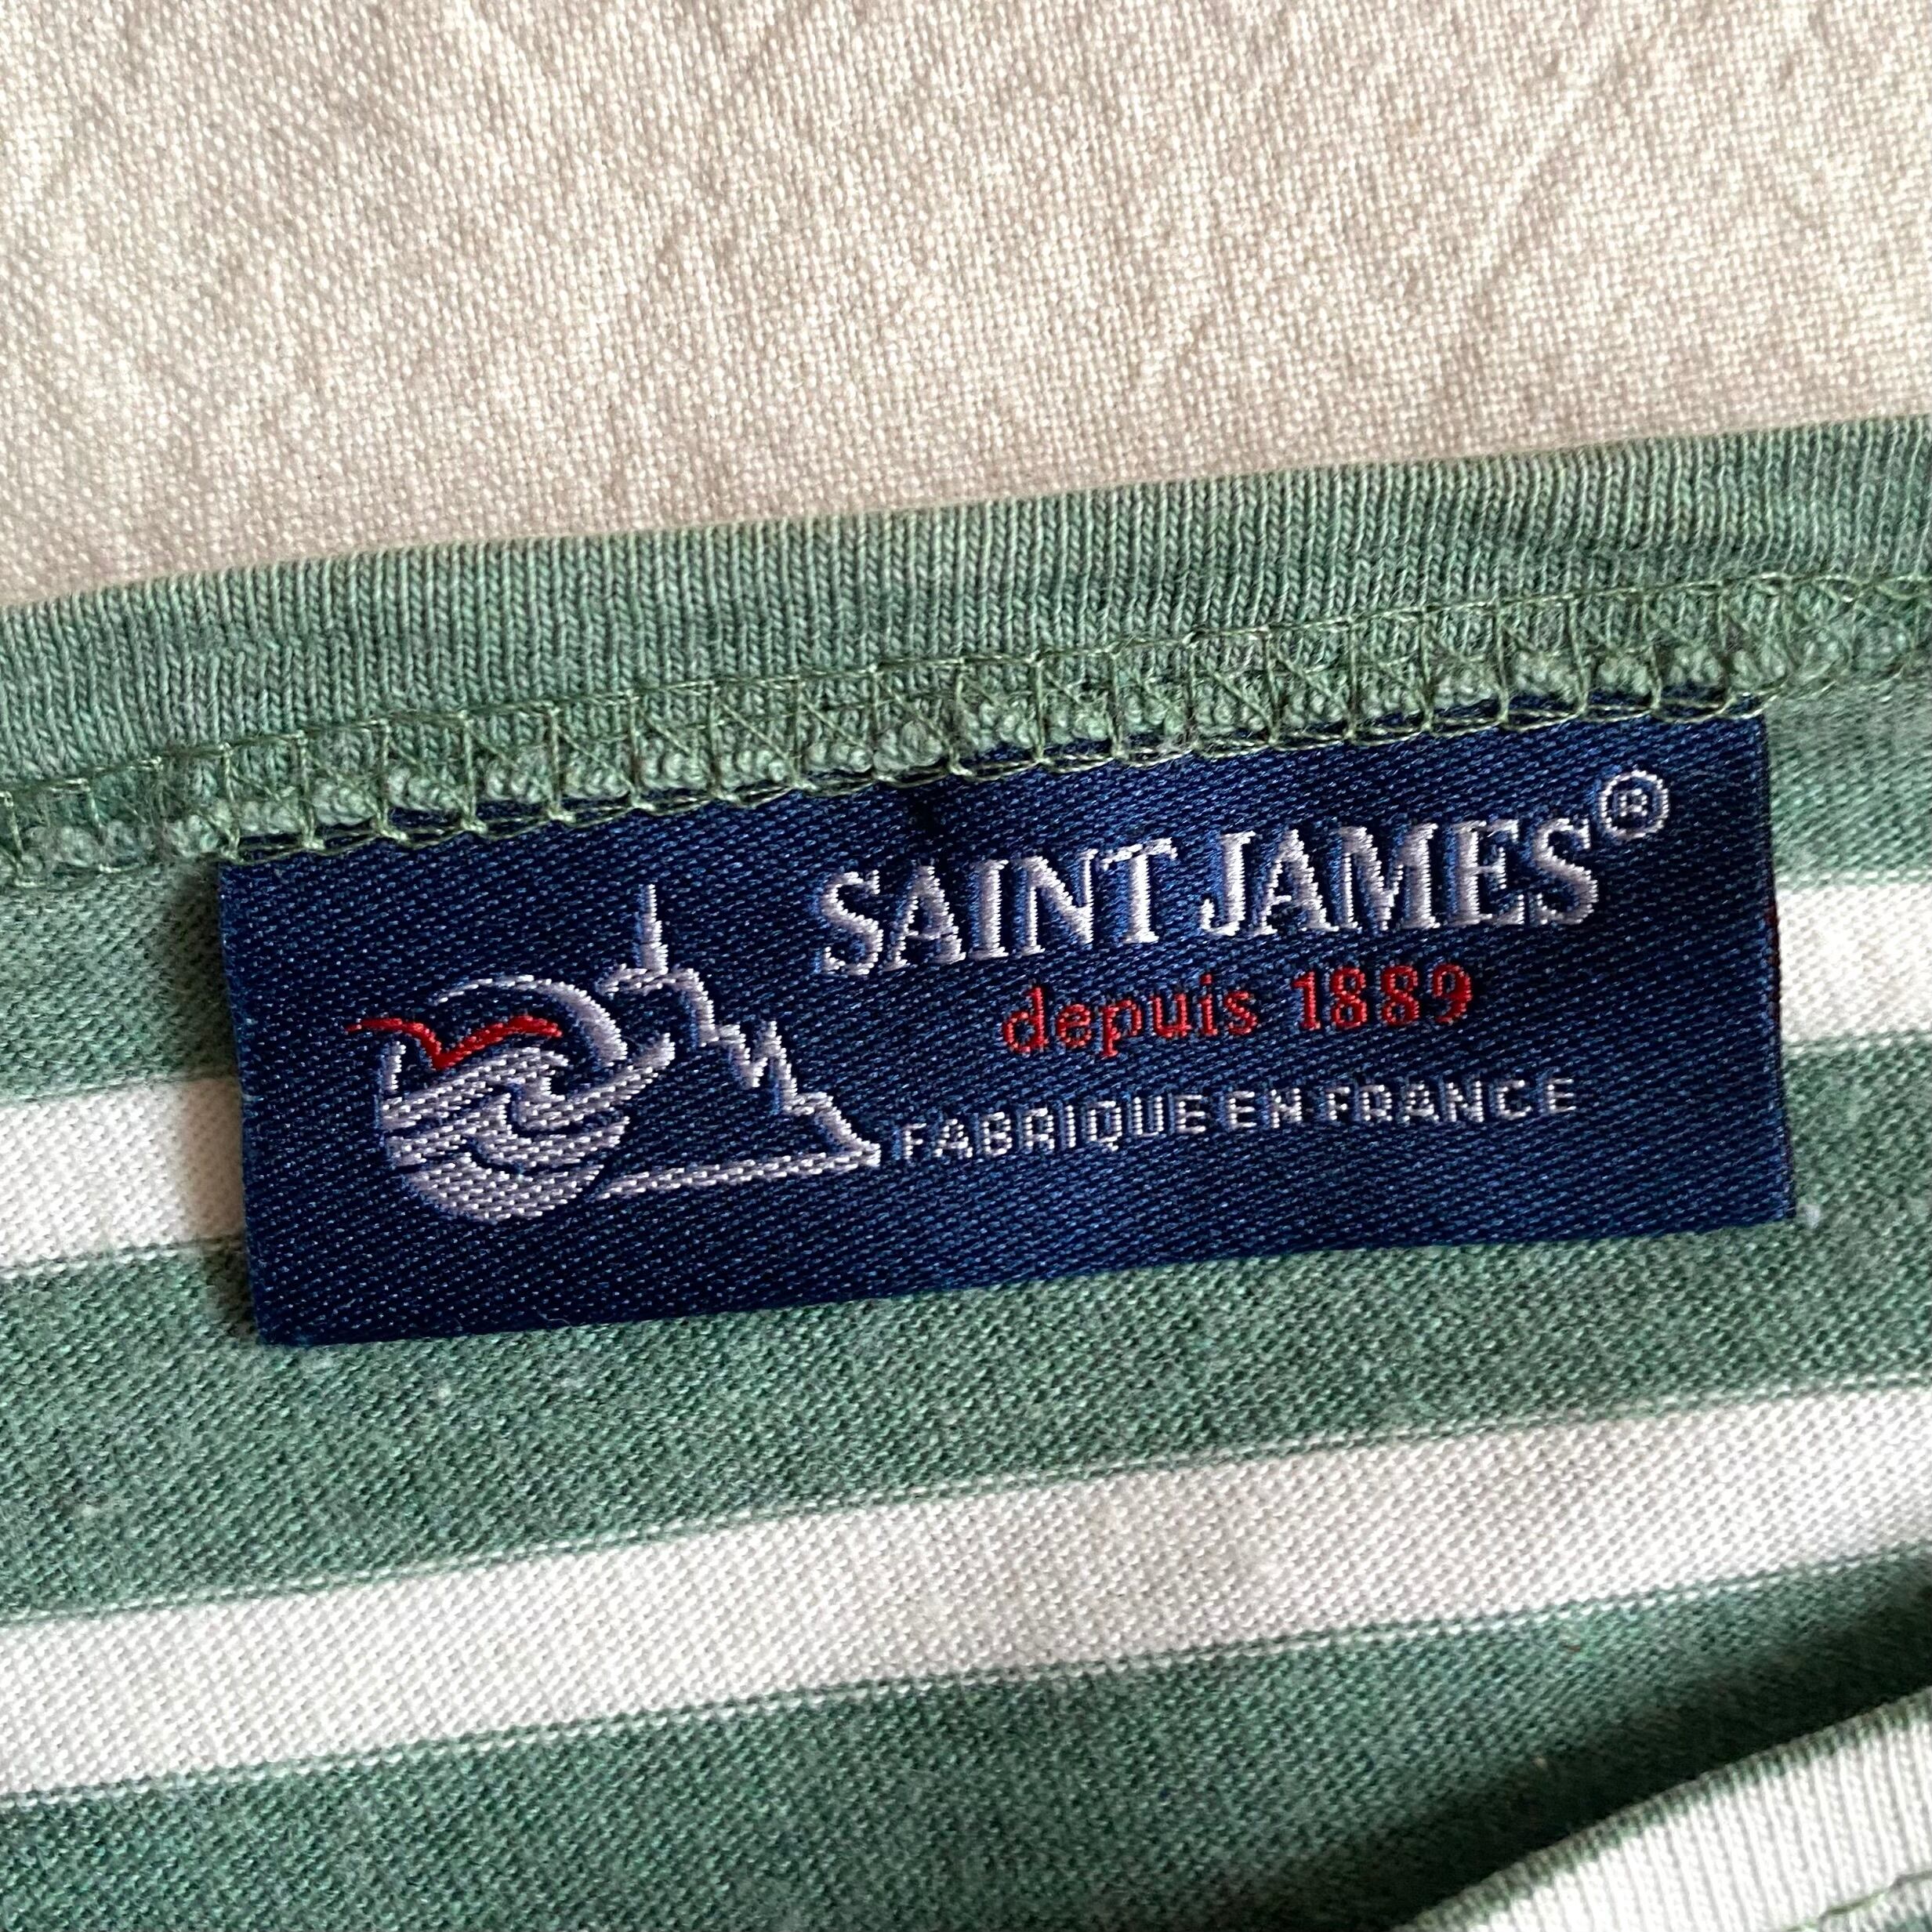 SAINT JAMES®
depuis 1889
FABRIQUE EN FRANCE